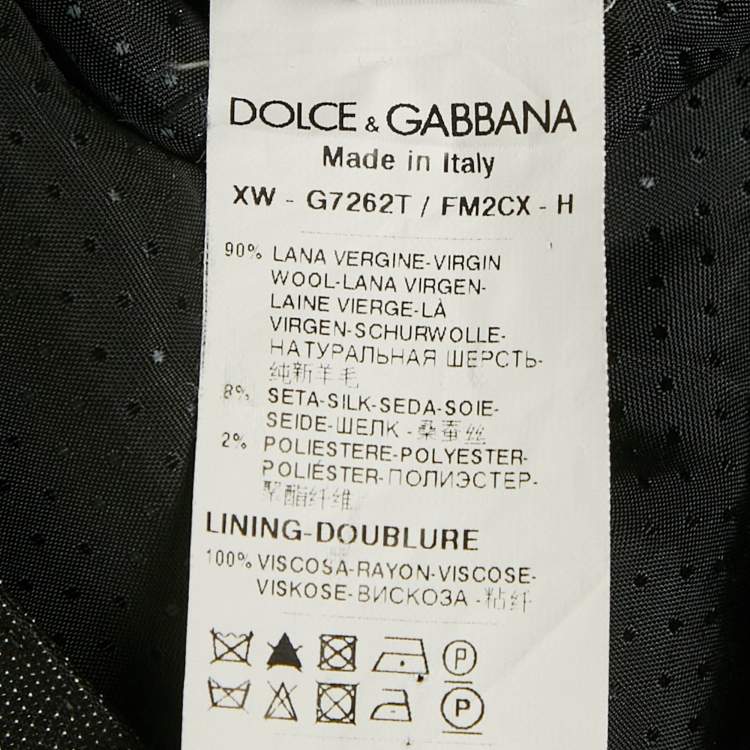 DOLCE & GABBANA
Made in Italy
XW - G7262T / FM2CX - H
90% LANA VERGINE-VIRGIN
WOOL-LANA VIRGEN-
LAINE VIERGE-LÀ
VIRGEN-SCHURWOLLE-
НАТУРАЛЬНАЯ ШЕРСТЬ-
纯新羊毛
8% SETA-SILK-SEDA-SOIE-
SEIDE-ШЕЛК -桑蚕丝
2% POLIESTERE-POLYESTER-
POLIÉSTER-ПОЛИЭСТЕР-
聚酯纤维
LINING-DOUBLURE
100% VISCOSA-RAYON-VISCOSE-
VISKOSE-ВИСКОЗА -粘纤
P
P